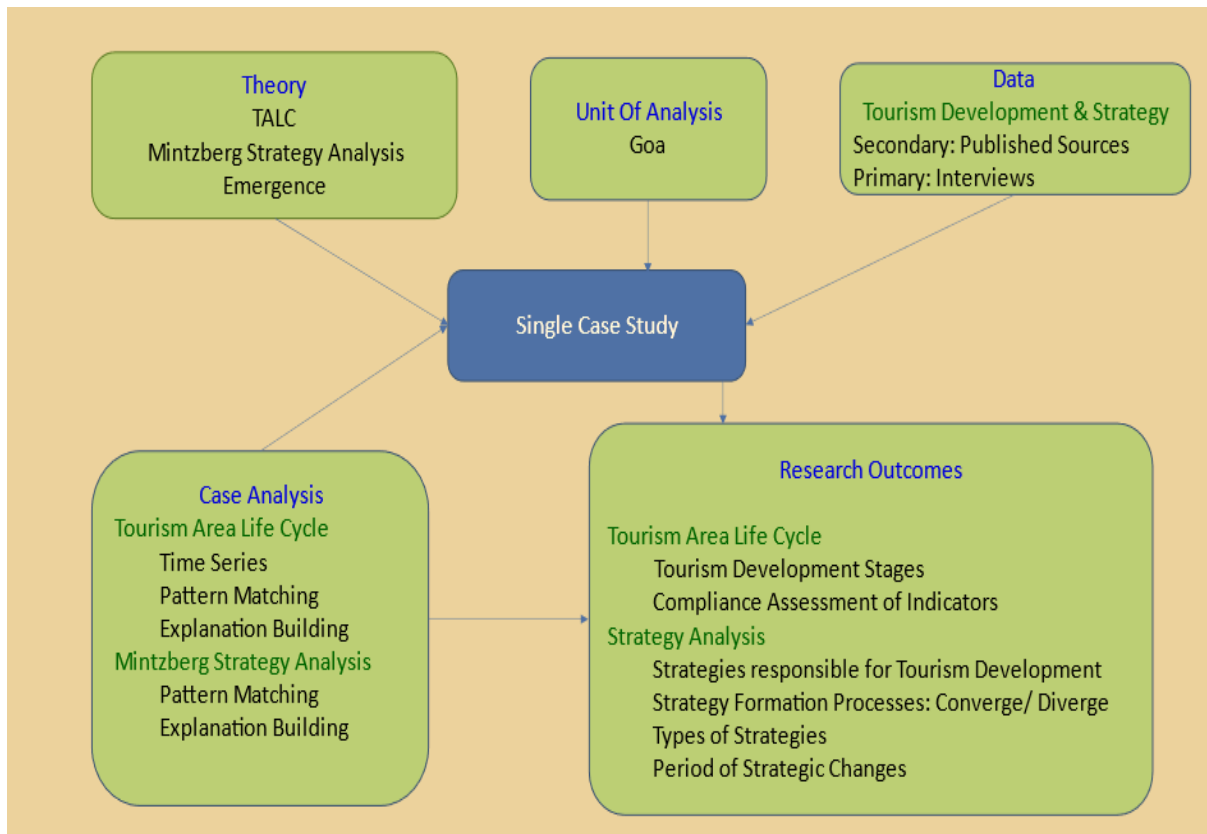 Theory
TALC
Mintzberg Strategy Analysis
Emergence
Unit Of Analysis
Goa
Data
Tourism Development & Strategy
Secondary: Published Sources
Primary: Interviews
Single Case Study
Case Analysis
Tourism Area Life Cycle
Time Series
Pattern Matching
Explanation Building
Mintzberg Strategy Analysis
Pattern Matching
Explanation Building
Research Outcomes
Tourism Area Life Cycle
Tourism Development Stages
Compliance Assessment of Indicators
Strategy Analysis
Strategies responsible for Tourism Development
Strategy Formation Processes: Converge/ Diverge
Types of Strategies
Period of Strategic Changes